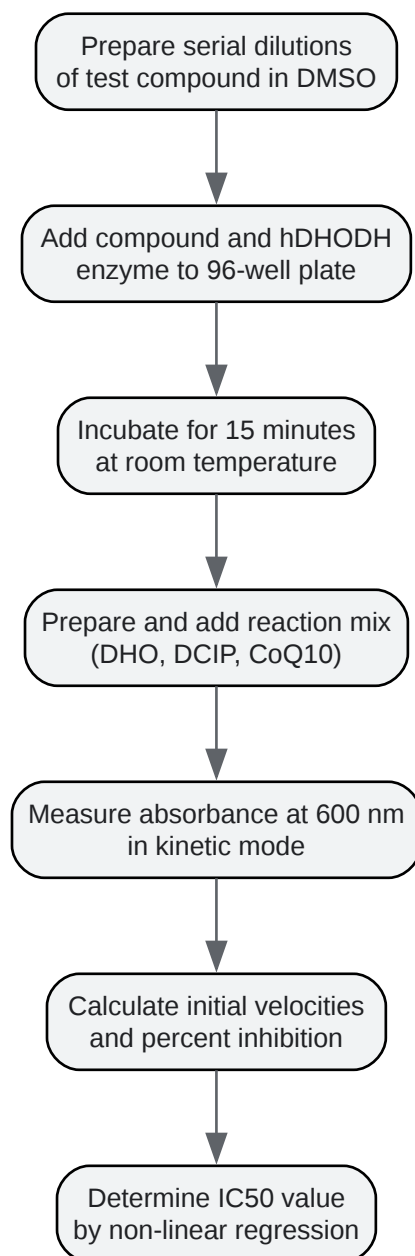 Prepare serial dilutions
of test compound in DMSO
Add compound and hDHODH
enzyme to 96-well plate
Incubate for 15 minutes
at room temperature
Prepare and add reaction mix
(DHO, DCIP, CoQ10)
Measure absorbance at 600 nm
in kinetic mode
Calculate initial velocities
and percent inhibition
Determine IC50 value
by non-linear regression